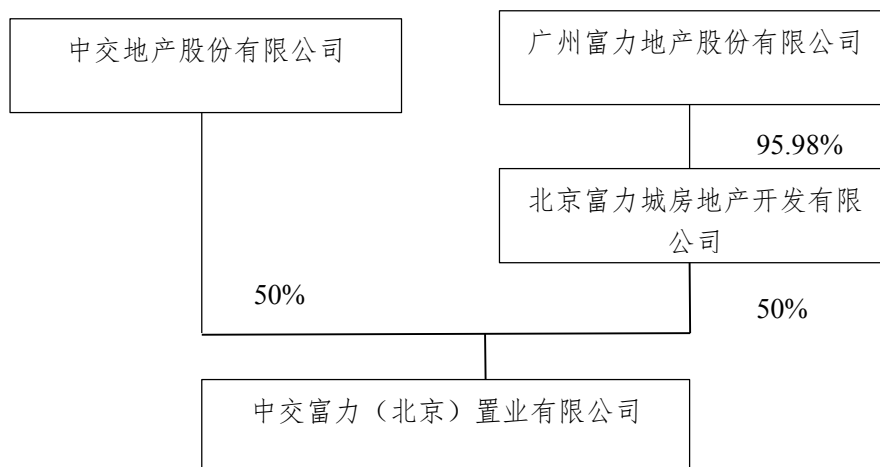 中交地产股份有限公司
广州富力地产股份有限公司
95.98%
北京富力城房地产开发有限
公司
50%
50%
中交富力（北京）置业有限公司